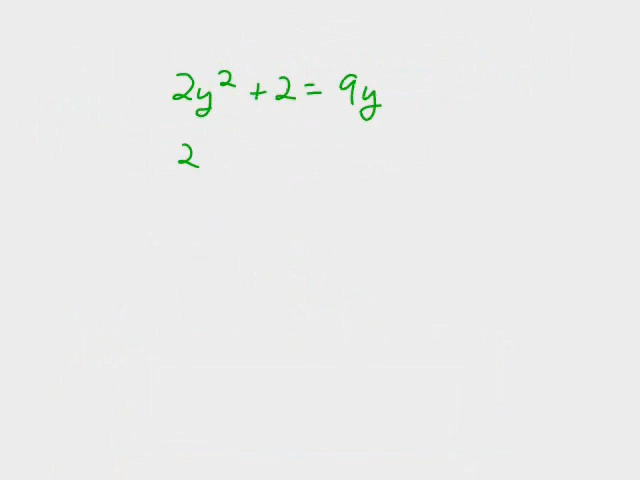 2y² + 2 = 9y
2